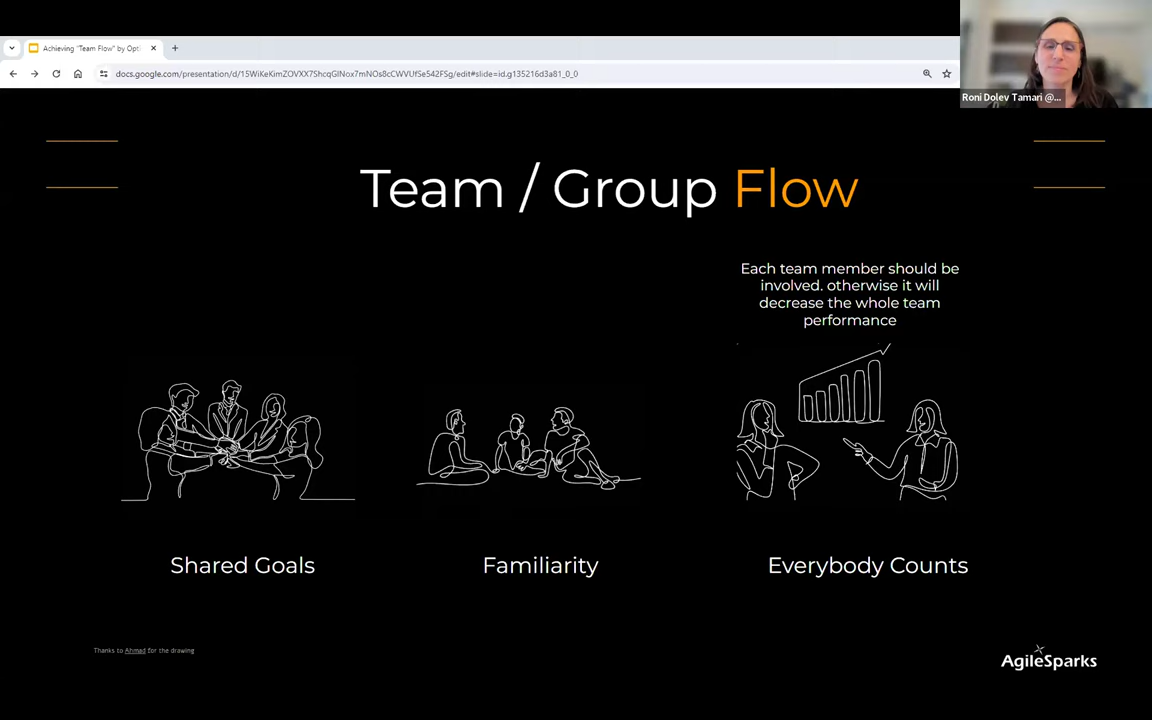 Achieving "Team Flow" by Opti
docs.google.com/presentation/d/15WiKeKimZOVXX7ShcqGlNox7mNOs8cCWVUfSe542FSg/edit#slide=id.g135216d3a81_0_0
Roni Dolev Tamari @...
Team / Group Flow
Each team member should be
involved. otherwise it will
decrease the whole team
performance
Shared Goals
Familiarity
Everybody Counts
Thanks to Ahmad for the drawing
AgileSparks